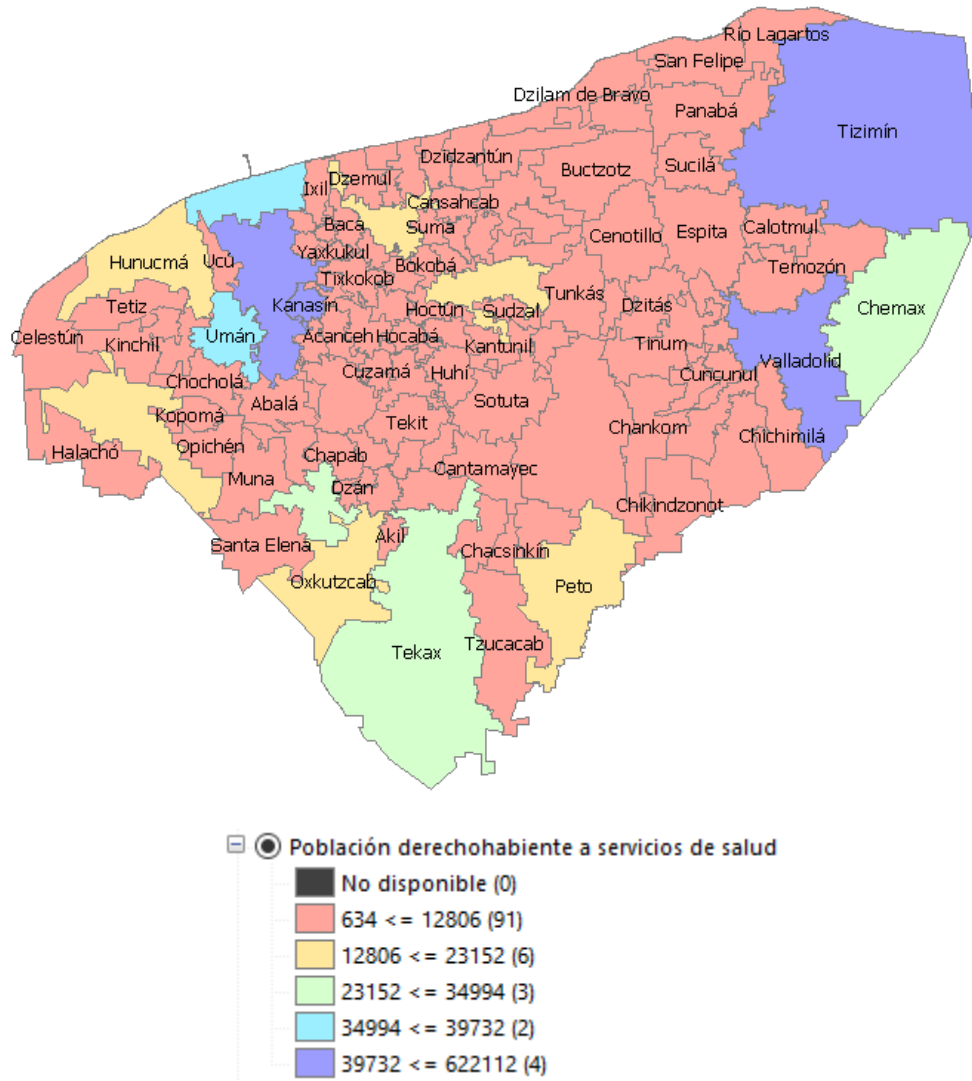 Río Lagartos
San Felipe
Dzilam de Bravo
Panabá
Tizimín
Dzidzantún
Buctzotz
Sucilá
Ixil
Dzemul
Cansahcab
Baca
Suma
Cenotillo
Espita
Calotmul
Hunucmá
Ucú
Yaxkukul
Bokobá
Temozón
Tixkokob
Tetiz
Kanasín
Hoctún
Sudzal
Tunkás
Dzitás
Chemax
Celestún
Umán
Acanceh
Hocabá
Kinchil
Kantunil
Tinum
Valladolid
Chocholá
Cuzamá
Huhí
Cuncunul
Kopomá
Abalá
Sotuta
Tekit
Chankom
Chichimilá
Halachó
Opichén
Muna
Chapab
Cantamayec
Dzán
Chikindzonot
Santa Elena
Akil
Chacsinkín
Oxkutzcab
Peto
Tekax
Tzucacab
Población derechohabiente a servicios de salud
No disponible (0)
634 <= 12806 (91)
12806 <= 23152 (6)
23152 <= 34994 (3)
34994 <= 39732 (2)
39732 <= 622112 (4)